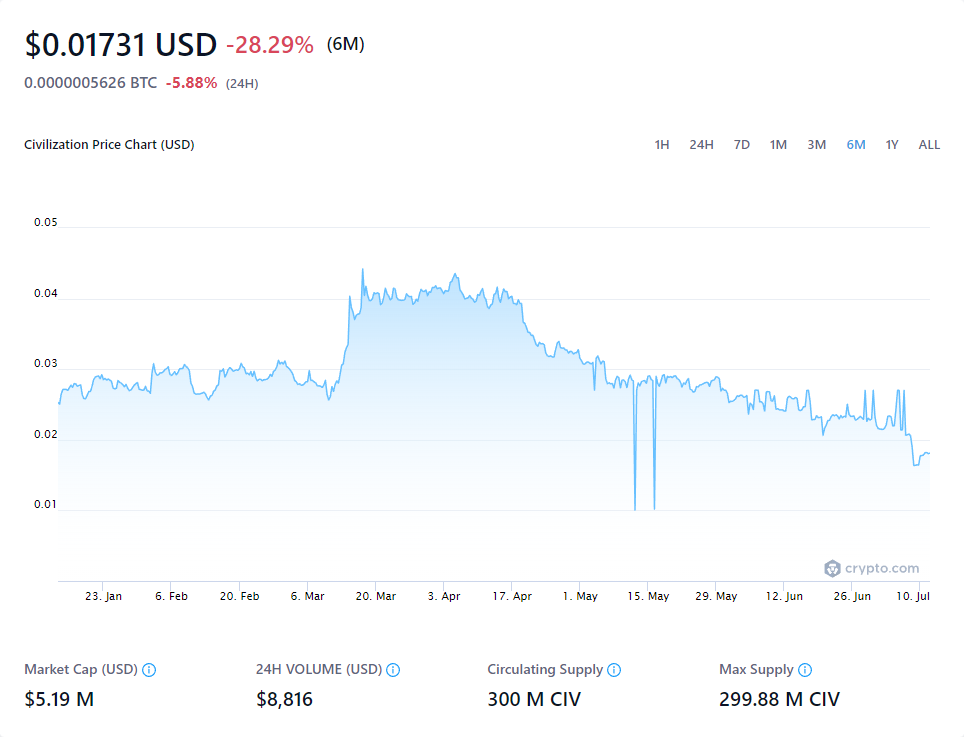 $0.01731 USD -28.29% (6M)
0.0000005626 BTC -5.88% (24H)
Civilization Price Chart (USD) 1H 24H 7D 1M 3M 6M 1Y ALL
0.05
0.04
0.03
0.02
0.01
crypto.com
23. Jan 6. Feb 20. Feb 6. Mar 20. Mar 3. Apr 17. Apr 1. May 15. May 29. May 12. Jun 26. Jun 10. Jul
Market Cap (USD) 24H VOLUME (USD) Circulating Supply Max Supply
$5.19 M $8,816 300 M CIV 299.88 M CIV